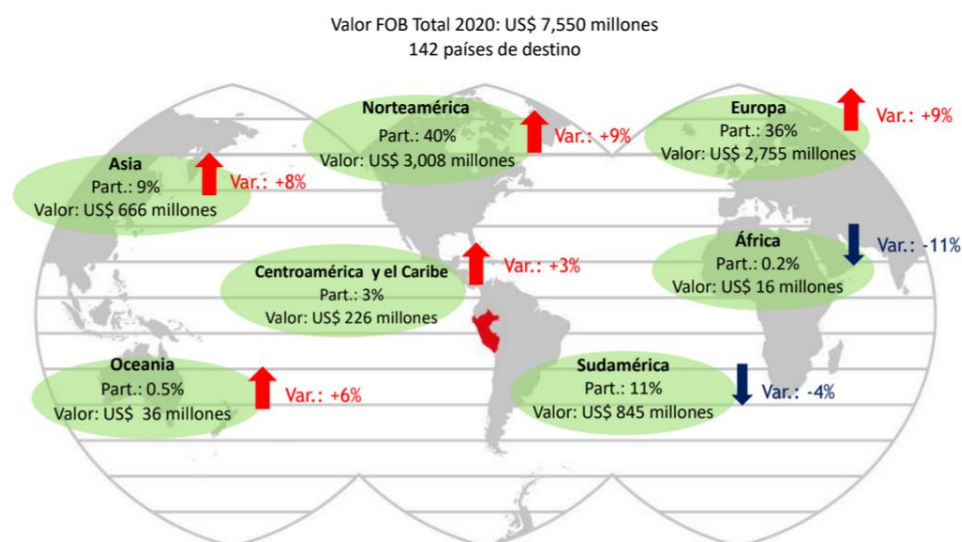 Valor FOB Total 2020: US$ 7,550 millones
142 países de destino
Norteamérica
Part.: 40%
Valor: US$ 3,008 millones
Var.: +9%
Europa
Part.: 36%
Valor: US$ 2,755 millones
Var.: +9%
Asia
Part.: 9%
Valor: US$ 666 millones
Var.: +8%
África
Part.: 0.2%
Valor: US$ 16 millones
Var.: -11%
Centroamérica y el Caribe
Part.: 3%
Valor: US$ 226 millones
Var.: +3%
Oceania
Part.: 0.5%
Valor: US$ 36 millones
Var.: +6%
Sudamérica
Part.: 11%
Valor: US$ 845 millones
Var.: -4%